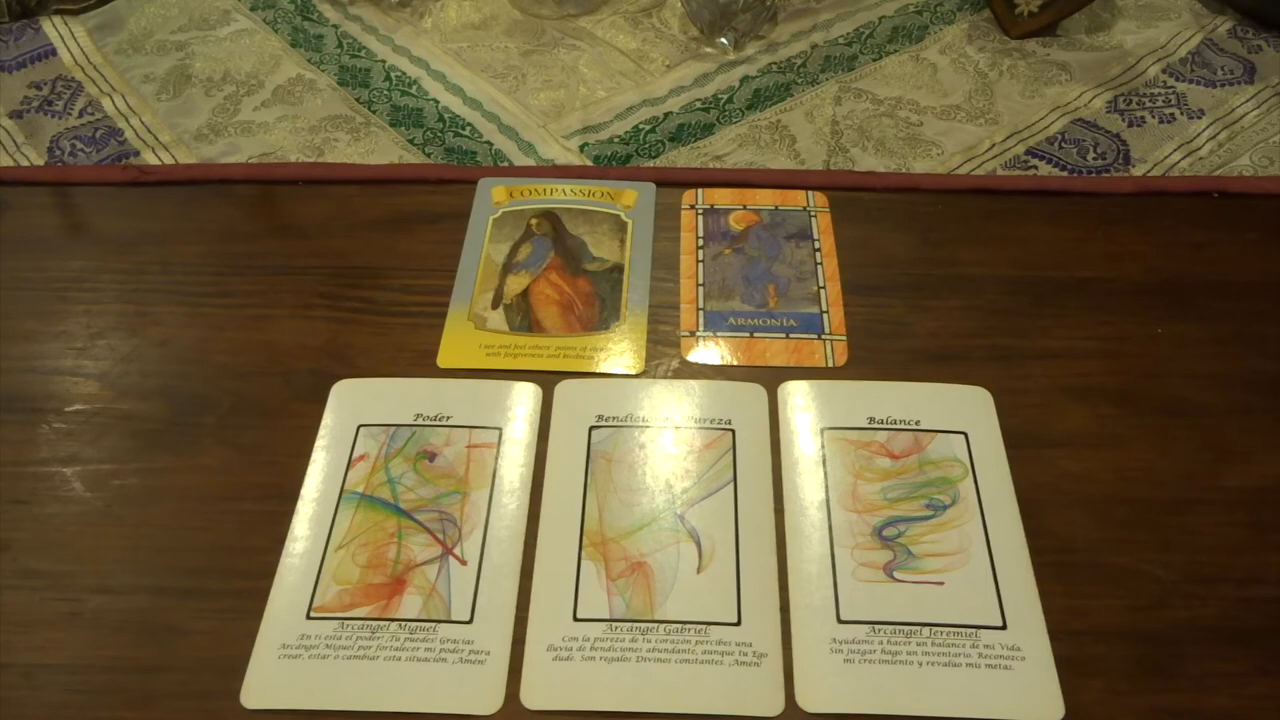 COMPASSION
I see and feel others' points of view
with forgiveness and kindness
ARMONÍA
Poder
Arcángel Miguel:
¡En ti está el poder! ¡Tú puedes! Gracias
Arcángel Miguel por fortalecer mi poder para
crear, estar o cambiar esta situación. ¡Amén!
Pureza
Arcángel Gabriel:
Con la pureza de tu corazón percibes una
lluvia de bendiciones abundante, aunque tu Ego
dude. Son regalos Divinos constantes. ¡Amén!
Balance
Arcángel Jeremiel:
Ayúdame a hacer un balance de mi Vida.
Sin juzgar hago un inventario. Reconozco
mi crecimiento y revalúo mis metas.